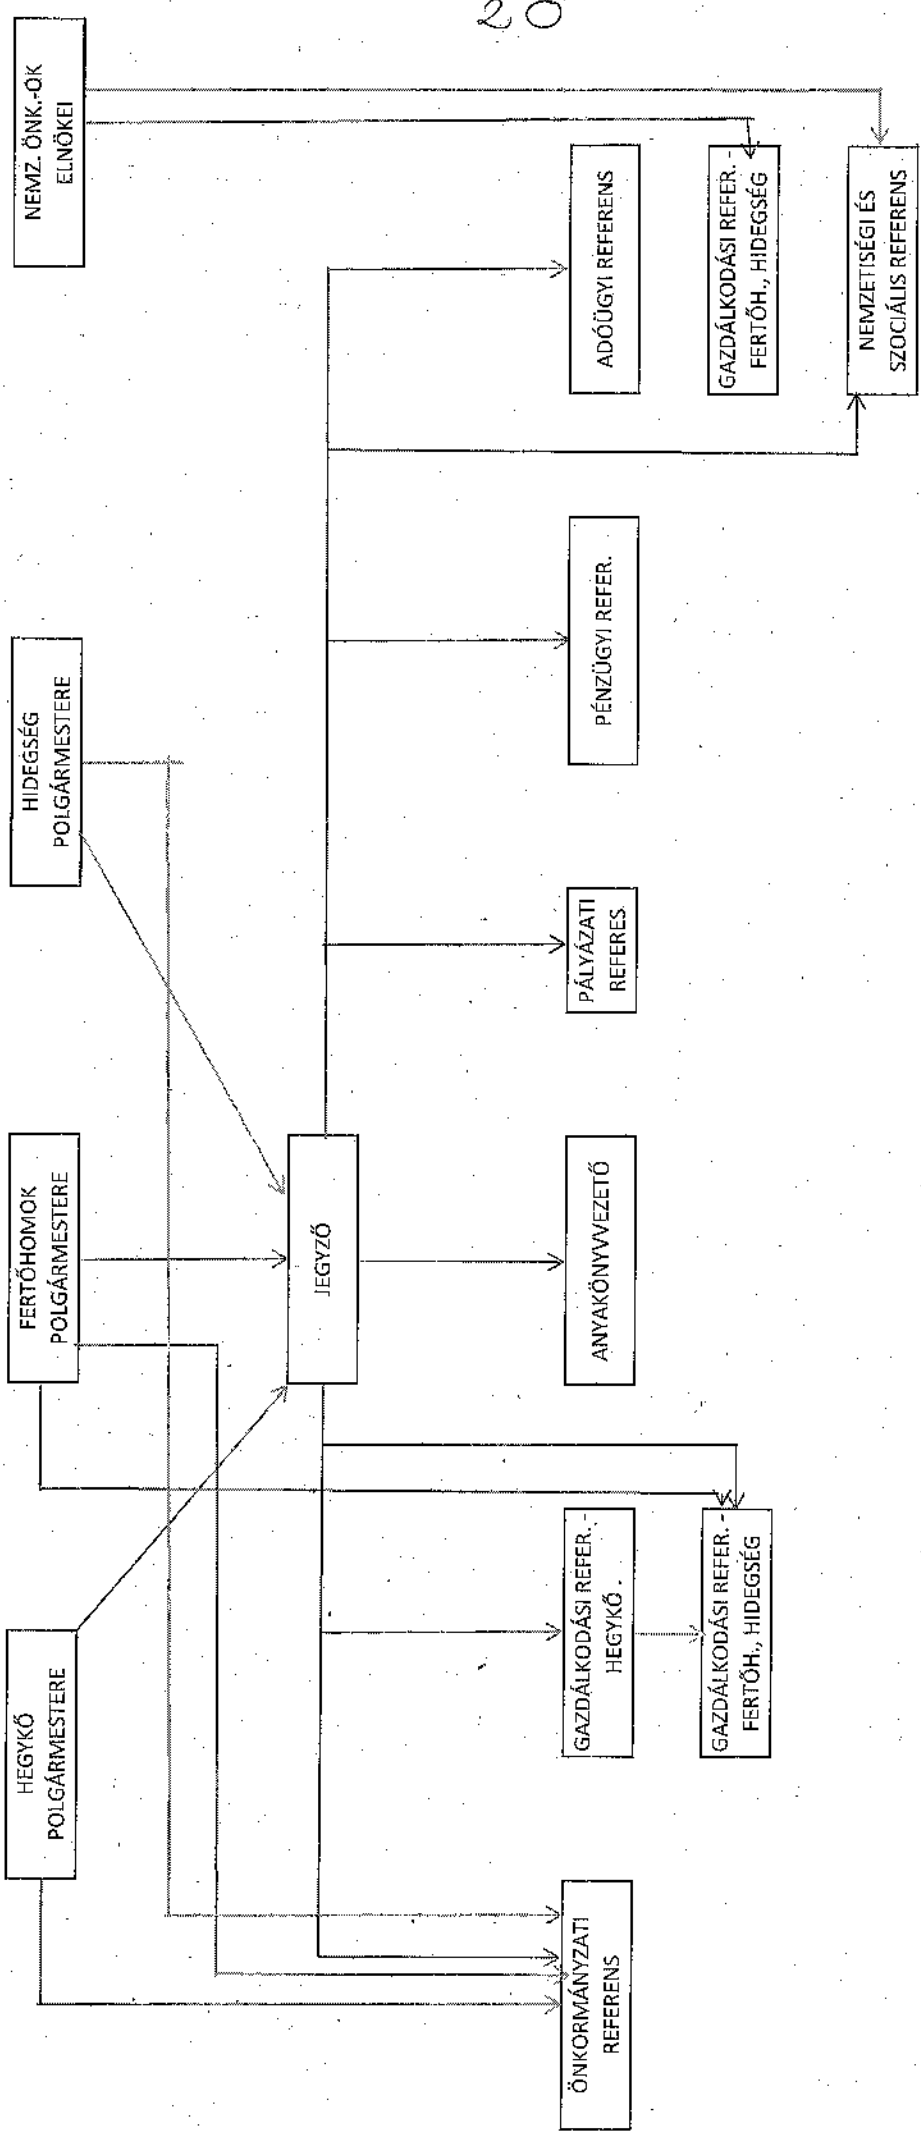 20
HEGYKŐ
POLGÁRMESTERE
FERTŐHOMOK
POLGÁRMESTERE
HIDEGSÉG
POLGÁRMESTERE
NEMZ. ÖNK.-OK
ELNÖKEI
JEGYZŐ
ÖNKORMÁNYZATI
REFERENS
GAZDÁLKODÁSI REFER. -
HEGYKŐ .
ANYAKÖNYVVEZETŐ
PÁLYÁZATI
REFERES
PÉNZÜGYI REFER.
ADÓÜGYI REFERENS
GAZDÁLKODÁSI REFER. -
FERTŐH., HIDEGSÉG
GAZDÁLKODÁSI REFER. -
FERTŐH., HIDEGSÉG
NEMZETISÉGI ÉS
SZOCIÁLIS REFERENS